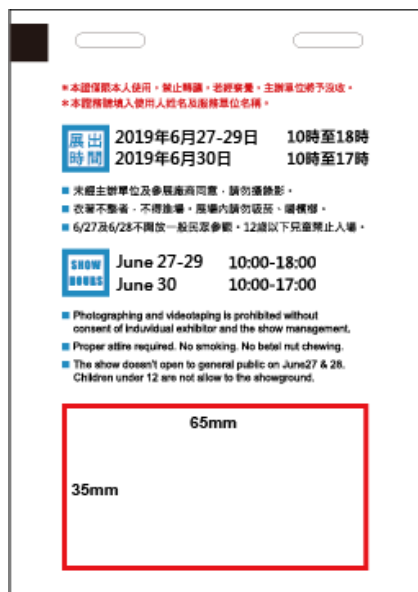 *本證僅限本人使用，禁止轉讓，若經察覺，主辦單位將予沒收。
*本證務請填入使用人姓名及服務單位名稱。
展出時間
2019年6月27-29日 10時至18時
2019年6月30日 10時至17時
未經主辦單位及參展廠商同意，請勿攝錄影。
衣著不整者，不得進場。展場內請勿吸菸、嚼檳榔。
6/27及6/28不開放一般民眾參觀。12歲以下兒童禁止入場。
SHOW HOURS
June 27-29 10:00-18:00
June 30 10:00-17:00
Photographing and videotaping is prohibited without
consent of induvidual exhibitor and the show management.
Proper attire required. No smoking. No betel nut chewing.
The show doesn't open to general public on June27 & 28.
Children under 12 are not allow to the showground.
65mm
35mm